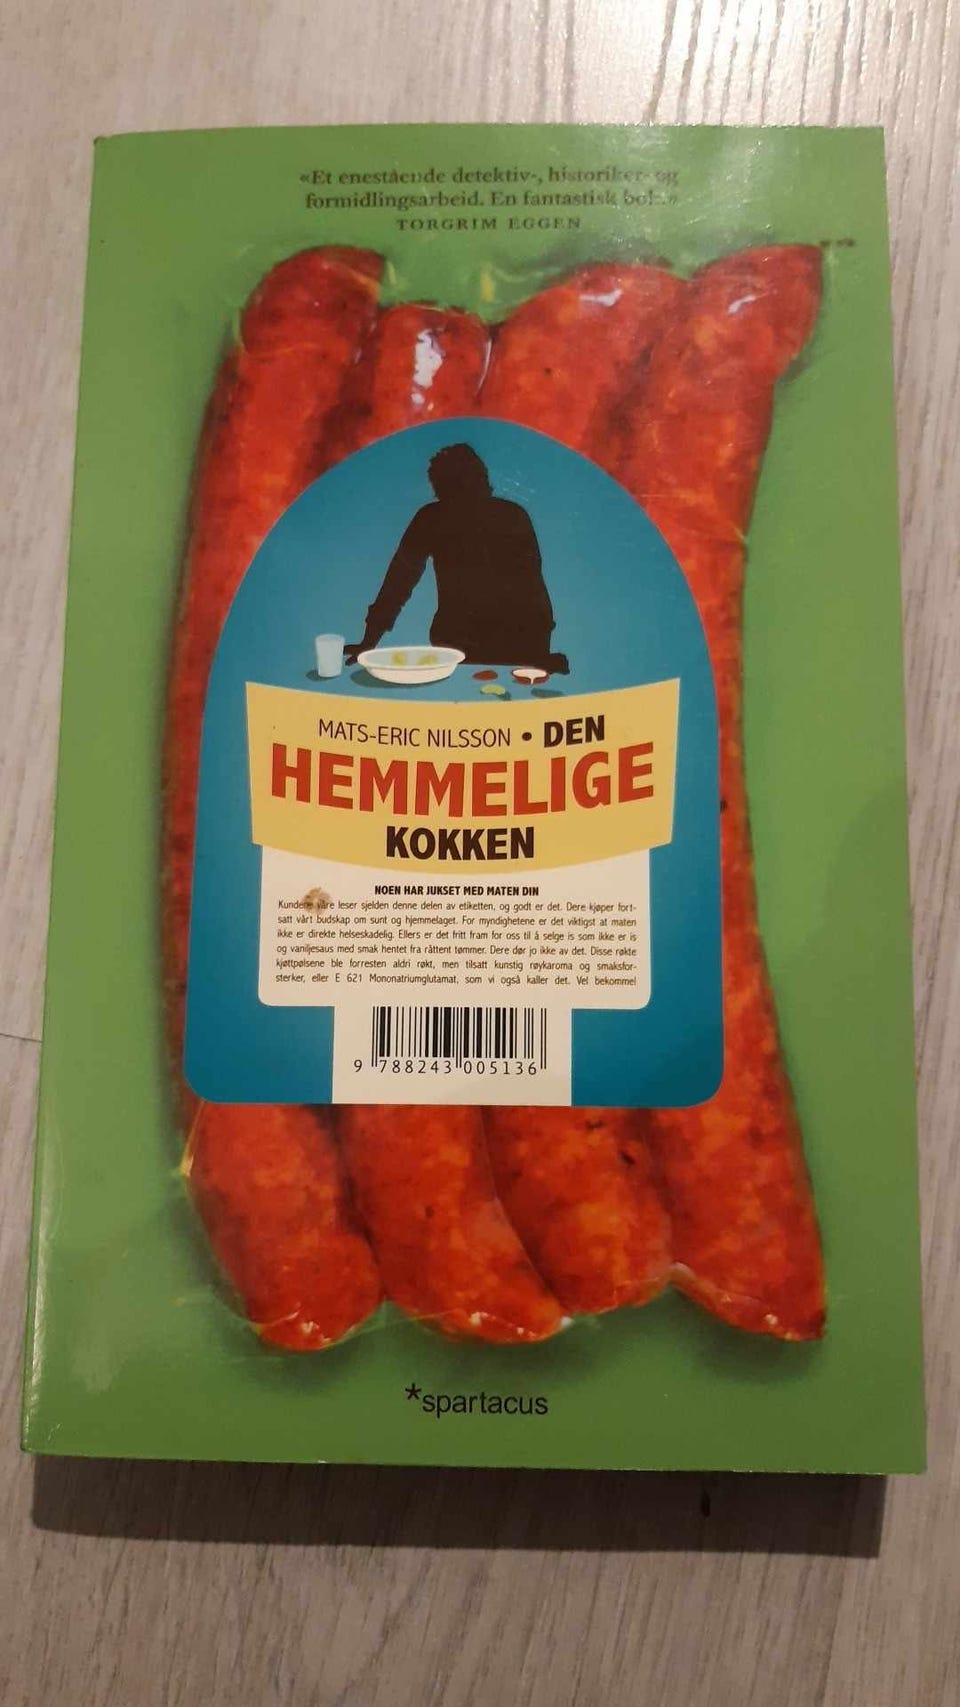 «Et enestående detektiv-, historiker- og
formidlingsarbeid. En fantastisk bok.»
TORGRIM EGGEN
MATS-ERIC NILSSON • DEN
HEMMELIGE
KOKKEN
NOEN HAR JUKSET MED MATEN DIN
Kundene våre leser sjelden denne delen av etiketten, og godt er det. Dere kjøper fort-
satt vårt budskap om sunt og hjemmelaget. For myndighetene er det viktigst at maten
ikke er direkte helseskadelig. Ellers er det fritt fram for oss til å selge is som ikke er is
og vaniljesaus med smak hentet fra råttent tømmer. Dere dør jo ikke av det. Disse røkte
kjøttpølsene ble forresten aldri røkt, men tilsatt kunstig røykaroma og smaksfor-
sterker, eller E 621 Mononatriumglutamat, som vi også kaller det. Vel bekomme!
9 788243 005136
*spartacus